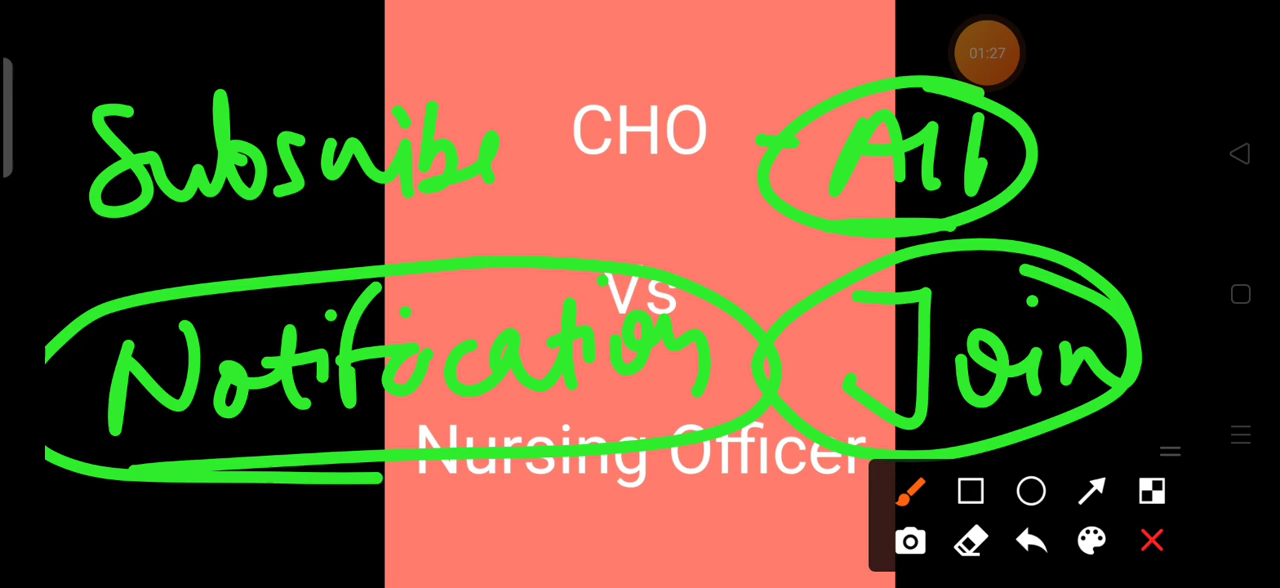 01:27
Subsribe CHO All
Vs
Notification Join
Nursing Officer